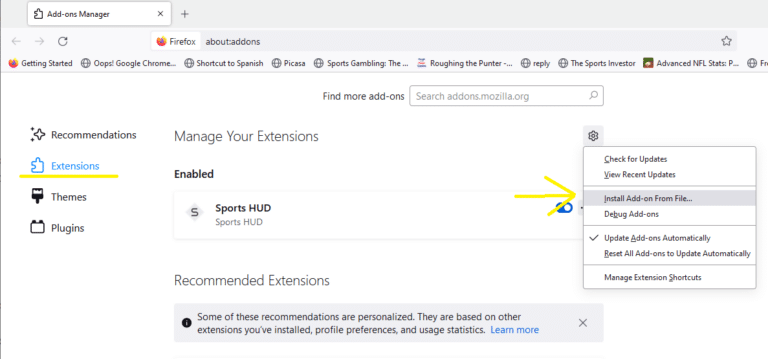 Add-ons Manager
Firefox about:addons
Getting Started Oops! Google Chrome... Shortcut to Spanish Picasa Sports Gambling: The ... Roughing the Punter -... reply The Sports Investor Advanced NFL Stats: P... Fr
Find more add-ons Search addons.mozilla.org
Recommendations
Extensions
Themes
Plugins
Manage Your Extensions
Enabled
S Sports HUD
Sports HUD
Recommended Extensions
Some of these recommendations are personalized. They are based on other
extensions you've installed, profile preferences, and usage statistics. Learn more
Check for Updates
View Recent Updates
Install Add-on From File...
Debug Add-ons
Update Add-ons Automatically
Reset All Add-ons to Update Automatically
Manage Extension Shortcuts